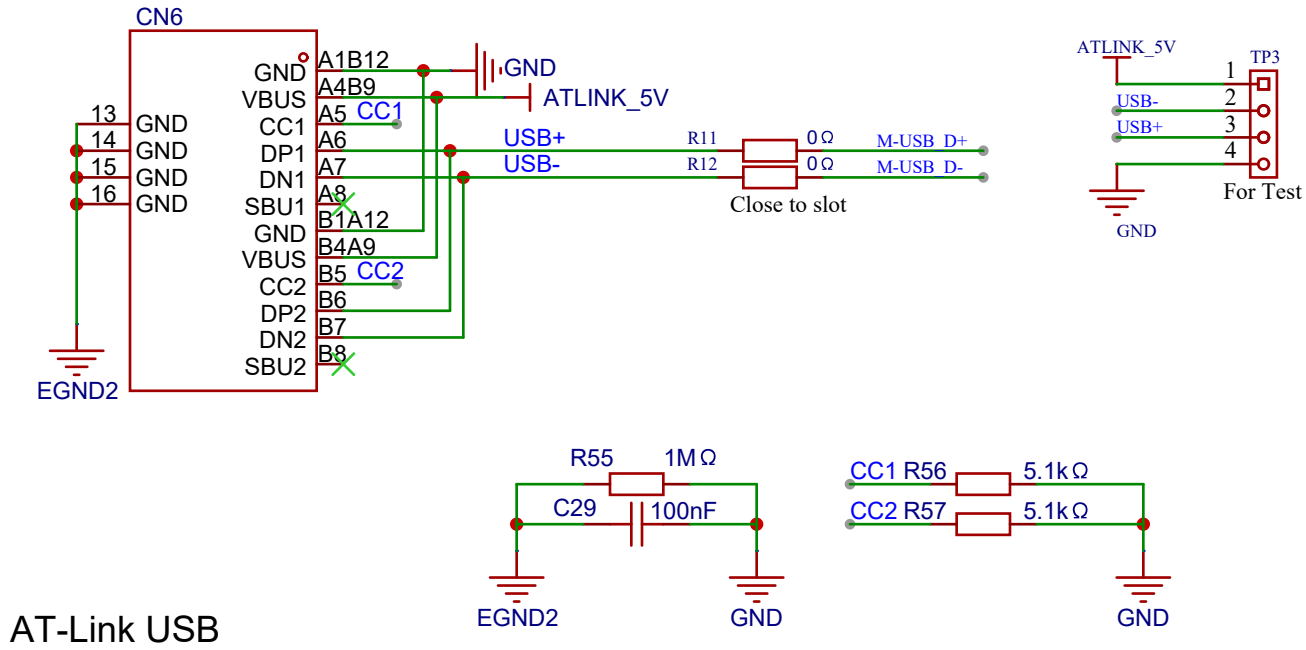 CN6
GND A1B12
VBUS A4B9
CC1 A5 CC1
DP1 A6
DN1 A7
SBU1 A8
GND B1A12
VBUS B4A9
CC2 B5 CC2
DP2 B6
DN2 B7
SBU2 B8
13 GND
14 GND
15 GND
16 GND
EGND2
GND
ATLINK_5V
USB+ R11 0Ω M-USB_D+
USB- R12 0Ω M-USB_D-
Close to slot
ATLINK_5V
TP3
1
USB- 2
USB+ 3
4
For Test
GND
R55 1MΩ
C29 100nF
EGND2 GND
CC1 R56 5.1kΩ
CC2 R57 5.1kΩ
GND
AT-Link USB